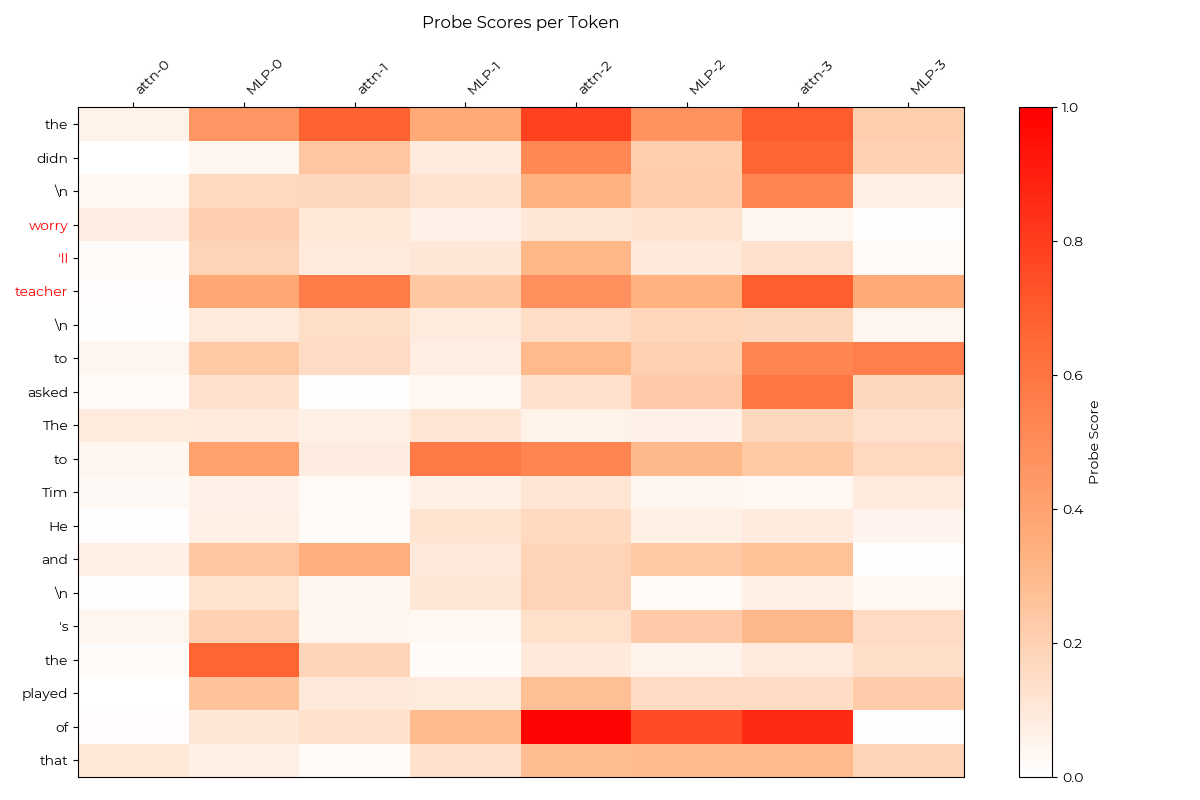 Probe Scores per Token
attn-0 MLP-0 attn-1 MLP-1 attn-2 MLP-2 attn-3 MLP-3
the
didn
\n
worry
'll
teacher
\n
to
asked
The
to
Tim
He
and
\n
's
the
played
of
that
1.0
0.8
0.6
0.4
0.2
0.0
Probe Score